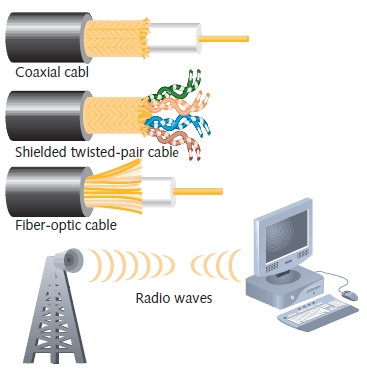 Coaxial cabl
Shielded twisted-pair cable
Fiber-optic cable
Radio waves